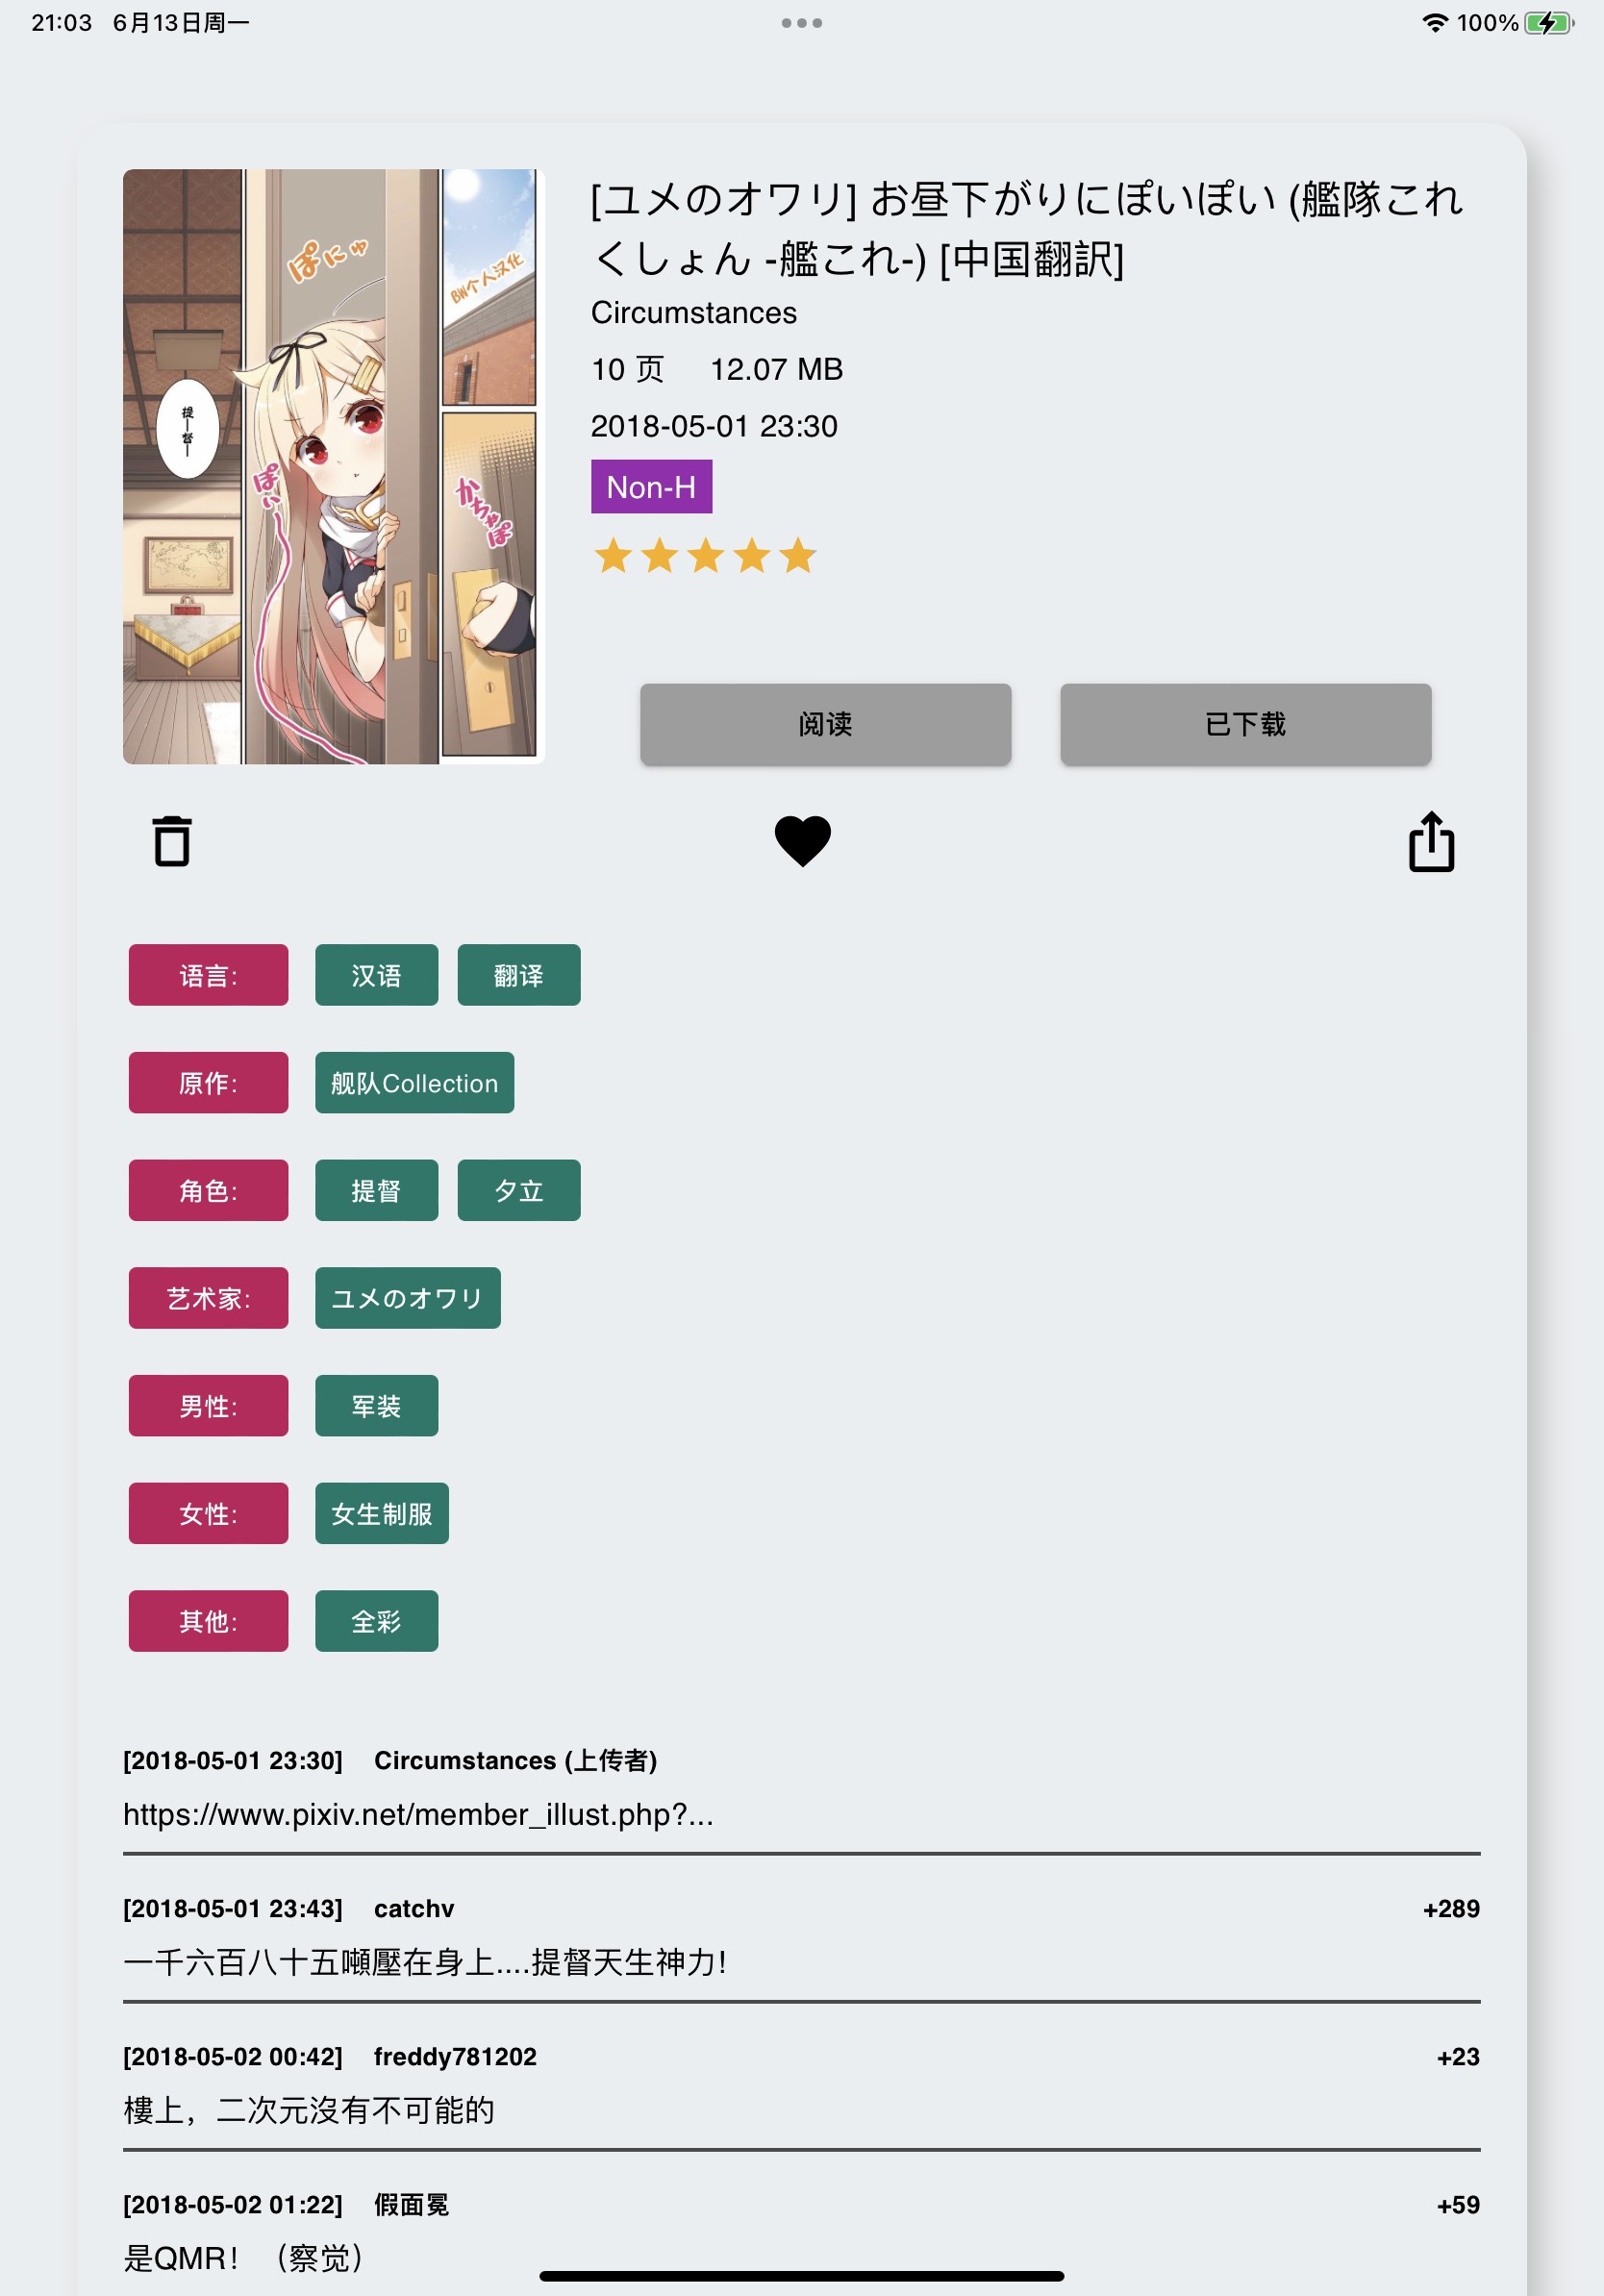 21:03 6月13日周一
100%
[ユメのオワリ] お昼下がりにぽいぽい (艦隊これ
くしょん -艦これ-) [中国翻訳]
Circumstances
10 页 12.07 MB
2018-05-01 23:30
Non-H
ぽにゅ
BW个人汉化
提—督—
ぽい
かちゃぽ
阅读
已下载
语言: 汉语 翻译
原作: 舰队Collection
角色: 提督 夕立
艺术家: ユメのオワリ
男性: 军装
女性: 女生制服
其他: 全彩
[2018-05-01 23:30] Circumstances (上传者)
https://www.pixiv.net/member_illust.php?...
[2018-05-01 23:43] catchv +289
一千六百八十五噸壓在身上....提督天生神力!
[2018-05-02 00:42] freddy781202 +23
樓上，二次元沒有不可能的
[2018-05-02 01:22] 假面冕 +59
是QMR！（察觉）